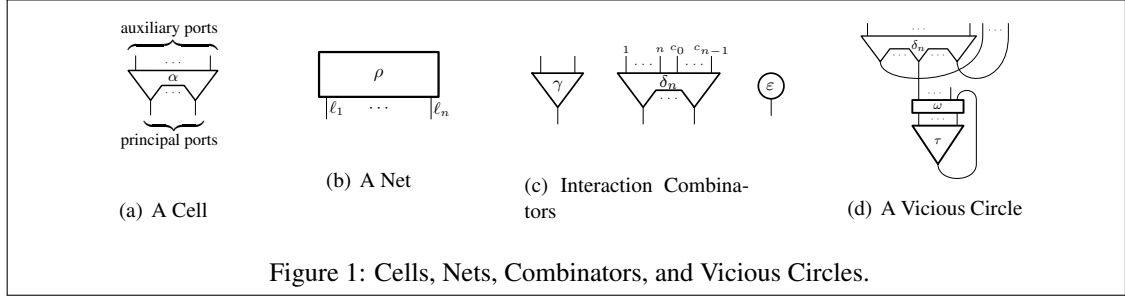 auxiliary ports
...
α
...
principal ports
(a) A Cell
ρ
ℓ₁ ... ℓₙ
(b) A Net
γ
1 ... n c₀ ... cₙ₋₁
δₙ
...
ε
(c) Interaction Combina-
tors
... ...
δₙ
... ...
...
ω
...
τ
(d) A Vicious Circle
Figure 1: Cells, Nets, Combinators, and Vicious Circles.